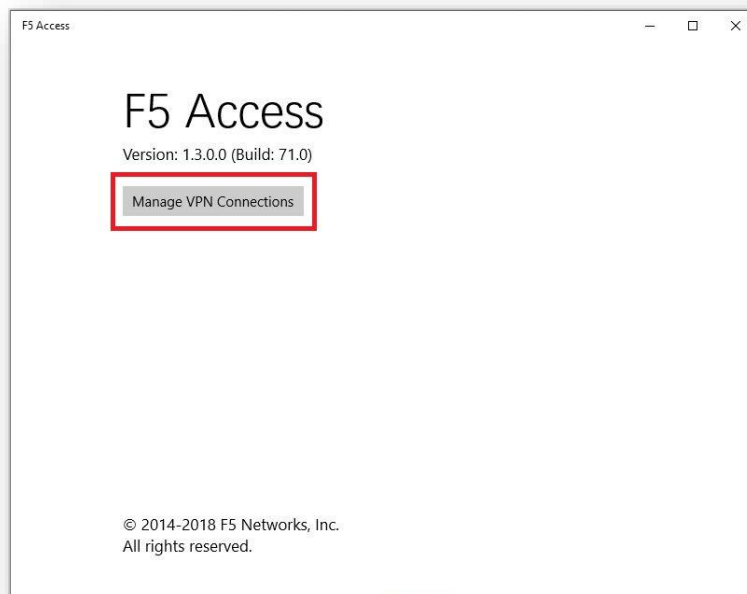 F5 Access
F5 Access
Version: 1.3.0.0 (Build: 71.0)
Manage VPN Connections
© 2014-2018 F5 Networks, Inc.
All rights reserved.